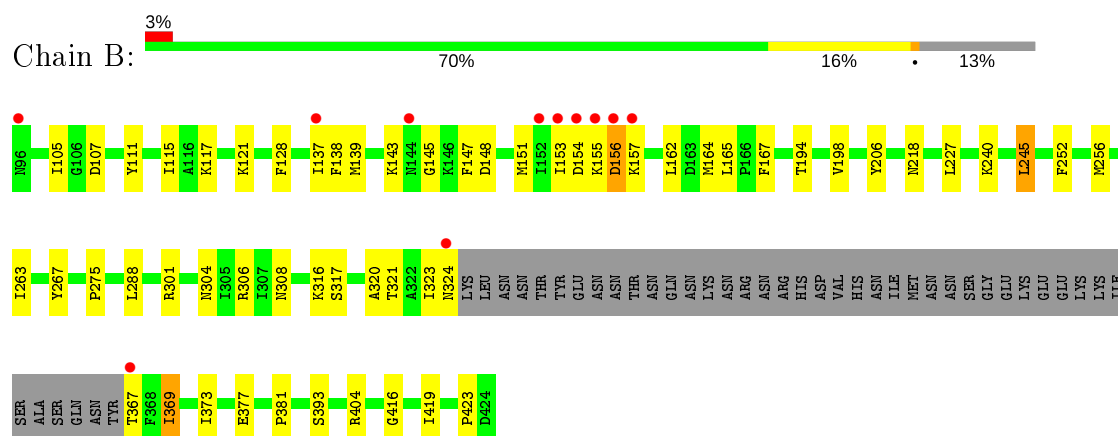 3%
Chain B:
70% 16% • 13%
N96 I105 G106 D107 Y111 I115 A116 K117 K121 F128 I137 F138 M139 K143 N144 G145 K146 F147 D148 M151 I152 I153 D154 K155 D156 K157 L162 D163 M164 L165 P166 F167 T194 V198 Y206 N218 L227 K240 L245 F252 M256
I263 Y267 P275 L288 R301 N304 I305 R306 I307 N308 K316 S317 A320 T321 A322 I323 N324 LYS LEU ASN ASN THR TYR GLU ASN ASN THR ASN GLN ASN LYS ASN ARG ASN ARG HIS ASP VAL HIS ASN ILE MET ASN ASN SER GLY GLU LYS GLU GLU LYS LYS ILE
SER ALA SER GLN ASN TYR T367 F368 I369 I373 E377 P381 S393 R404 G416 I419 P423 D424